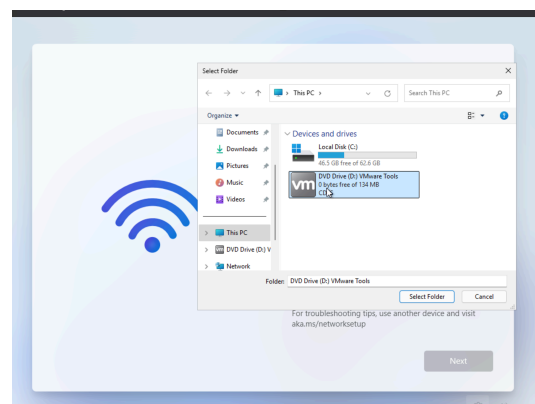 Select Folder
This PC
Search This PC
Organize
Documents
Downloads
Pictures
Music
Videos
This PC
DVD Drive (D:) V
Network
Devices and drives
Local Disk (C:)
46.5 GB free of 62.6 GB
vm
DVD Drive (D:) VMware Tools
0 bytes free of 134 MB
Folder: DVD Drive (D:) VMware Tools
Select Folder
Cancel
For troubleshooting tips, use another device and visit
aka.ms/networksetup
Next